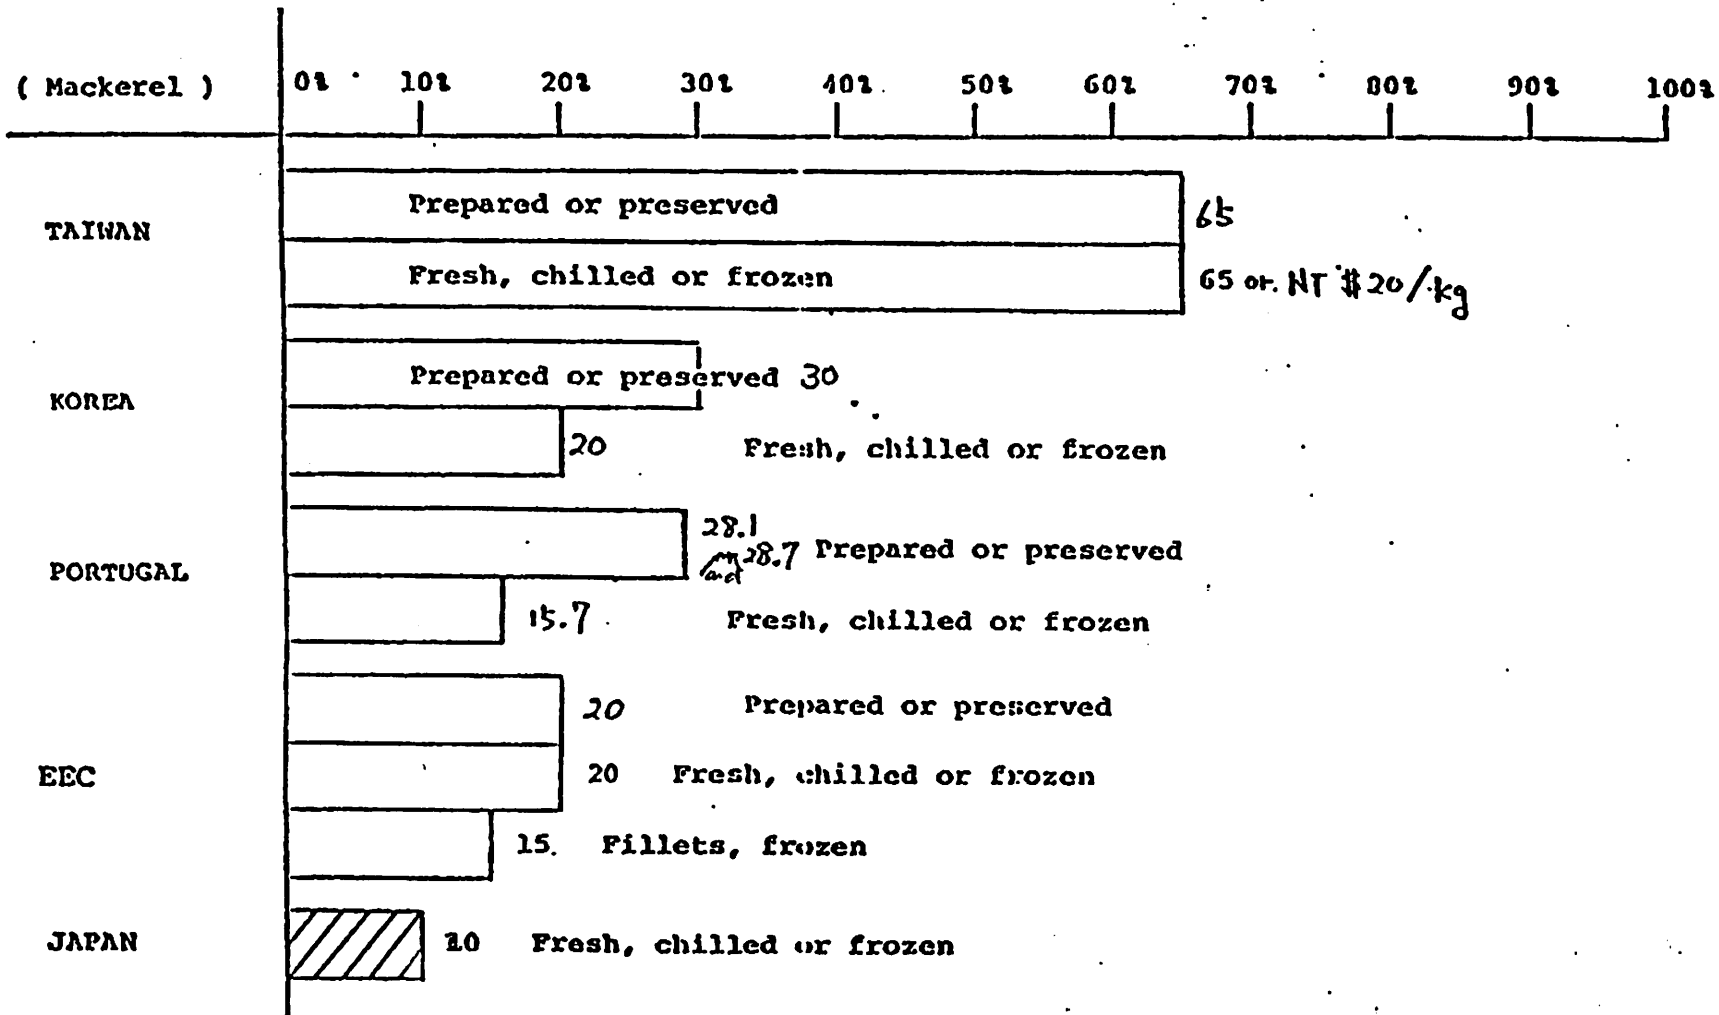 ( Mackerel ) 0% 10% 20% 30% 40% 50% 60% 70% 80% 90% 100%
Prepared or preserved 65
TAIWAN
Fresh, chilled or frozen 65 or NT $20/kg
Prepared or preserved 30
KOREA
20 Fresh, chilled or frozen
28.1
and 28.7 Prepared or preserved
PORTUGAL
15.7 Fresh, chilled or frozen
20 Prepared or preserved
EEC 20 Fresh, chilled or frozen
15. Fillets, frozen
JAPAN 10 Fresh, chilled or frozen